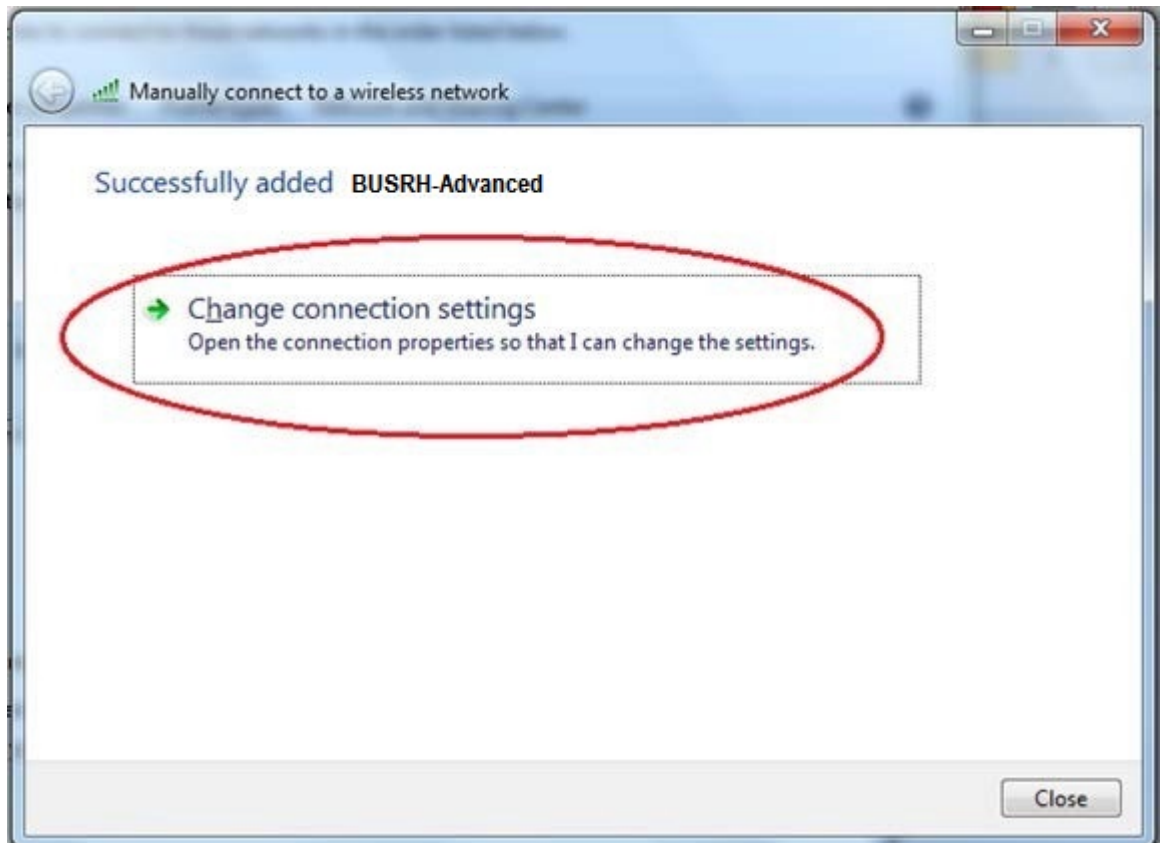 Manually connect to a wireless network
Successfully added BUSRH-Advanced
Change connection settings
Open the connection properties so that I can change the settings.
Close